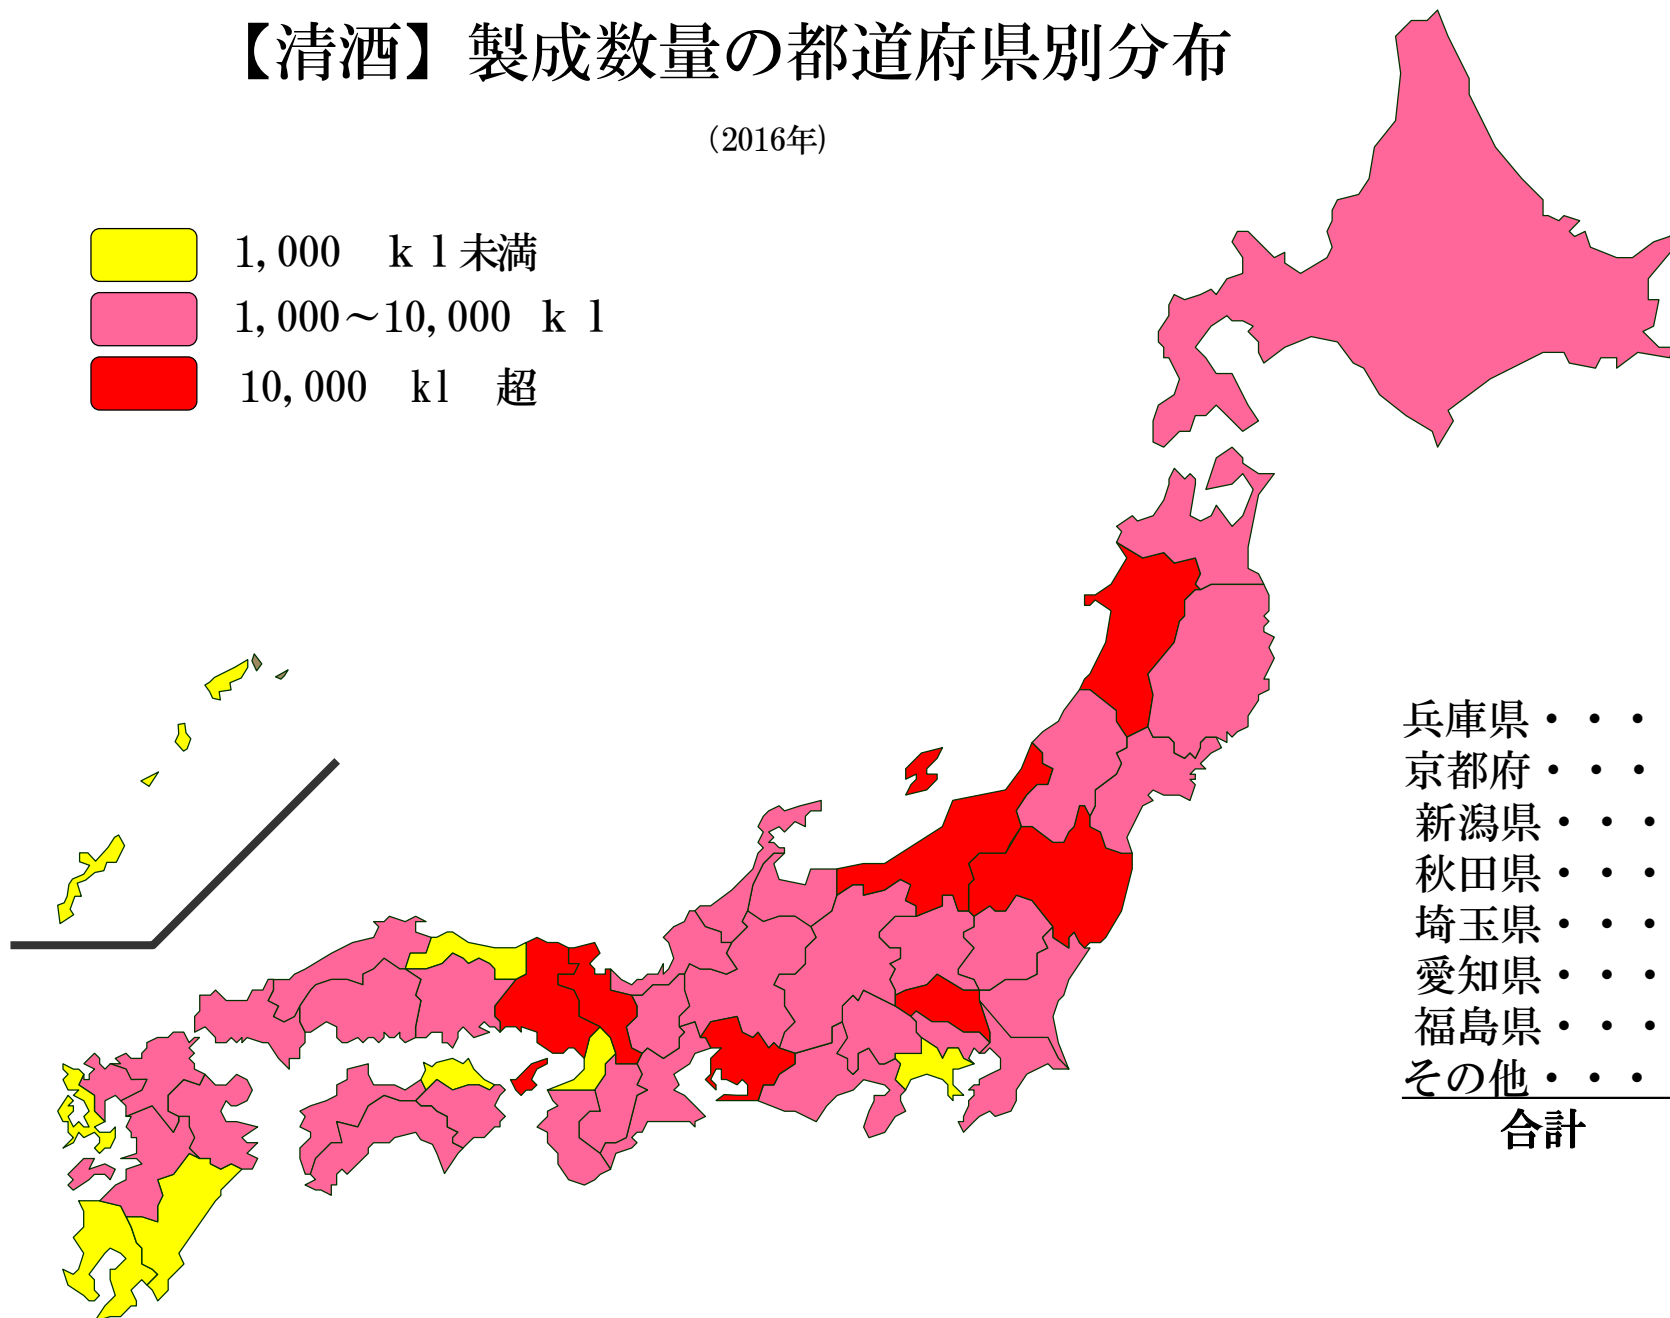 【清酒】製成数量の都道府県別分布
(2016年)
1,000　ｋｌ未満
1,000～10,000 ｋｌ
10,000　kl　超
兵庫県・・・
京都府・・・
新潟県・・・
秋田県・・・
埼玉県・・・
愛知県・・・
福島県・・・
その他・・・
合計